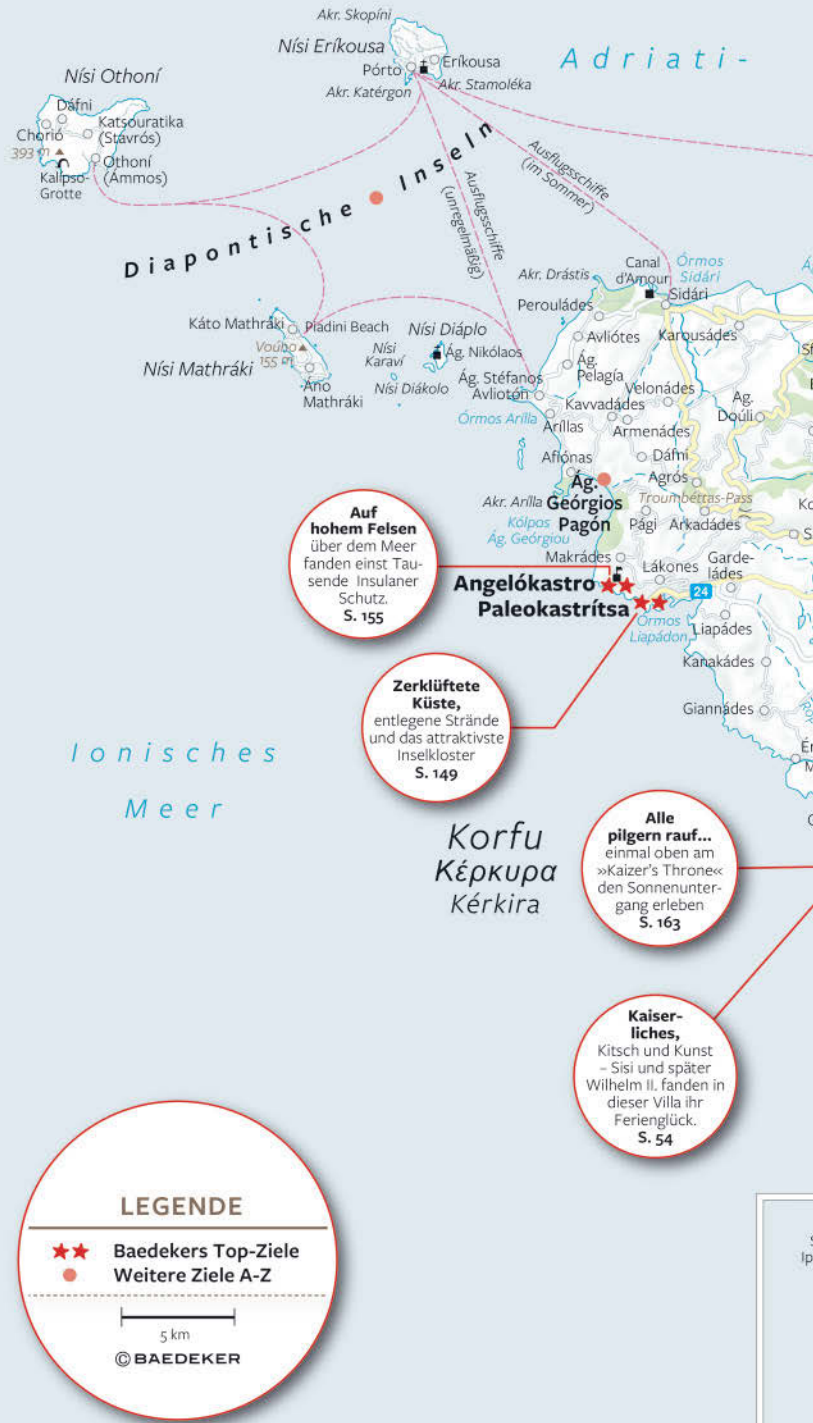 Akr. Skopíni
Nísi Eríkousa
Pórto
Eríkousa
Akr. Katérgon
Akr. Stamoléka
Adriati-
Nísi Othoní
Dáfni
Chorió
Katsouratika
(Stavrós)
393 m
Othoní
(Ámmos)
Kalipso-
Grotte
Diapontische Inseln
Ausflugsschiffe
(unregelmäßig)
Ausflugsschiffe
(im Sommer)
Akr. Drástis
Canal
d'Amour
Órmos
Sidári
Sidári
Perouládes
Káto Mathráki
Piadini Beach
Voúbo
155 m
Nísi Mathráki
Áno
Mathráki
Nísi
Karaví
Nísi Diáplo
Ág. Nikólaos
Nísi Diákolo
Avliótes
Karousádes
Ág.
Pelagía
Ág. Stéfanos
Avliotón
Velonádes
Kavvadádes
Ag.
Doúli
Órmos Arílla
Aríllas
Armenádes
Afiónas
Dáfni
Agrós
Ág.
Geórgios
Pagón
Akr. Arílla
Troumbéttas-Pass
Kólpos
Ág. Geórgiou
Pági
Arkadádes
Makrádes
Lákones
Garde-
ládes
Angelókastro
Paleokastrítsa
24
Órmos
Liapádon
Liapádes
Kanakádes
Giannádes
Auf
hohem Felsen
über dem Meer
fanden einst Tau-
sende Insulaner
Schutz.
S. 155
Zerklüftete
Küste,
entlegene Strände
und das attraktivste
Inselkloster
S. 149
Ionisches
Meer
Korfu
Κέρκυρα
Kérkira
Alle
pilgern rauf...
einmal oben am
»Kaizer's Throne«
den Sonnenunter-
gang erleben
S. 163
Kaiser-
liches,
Kitsch und Kunst
– Sisi und später
Wilhelm II. fanden in
dieser Villa ihr
Ferienglück.
S. 54
LEGENDE
Baedekers Top-Ziele
Weitere Ziele A-Z
5 km
© BAEDEKER